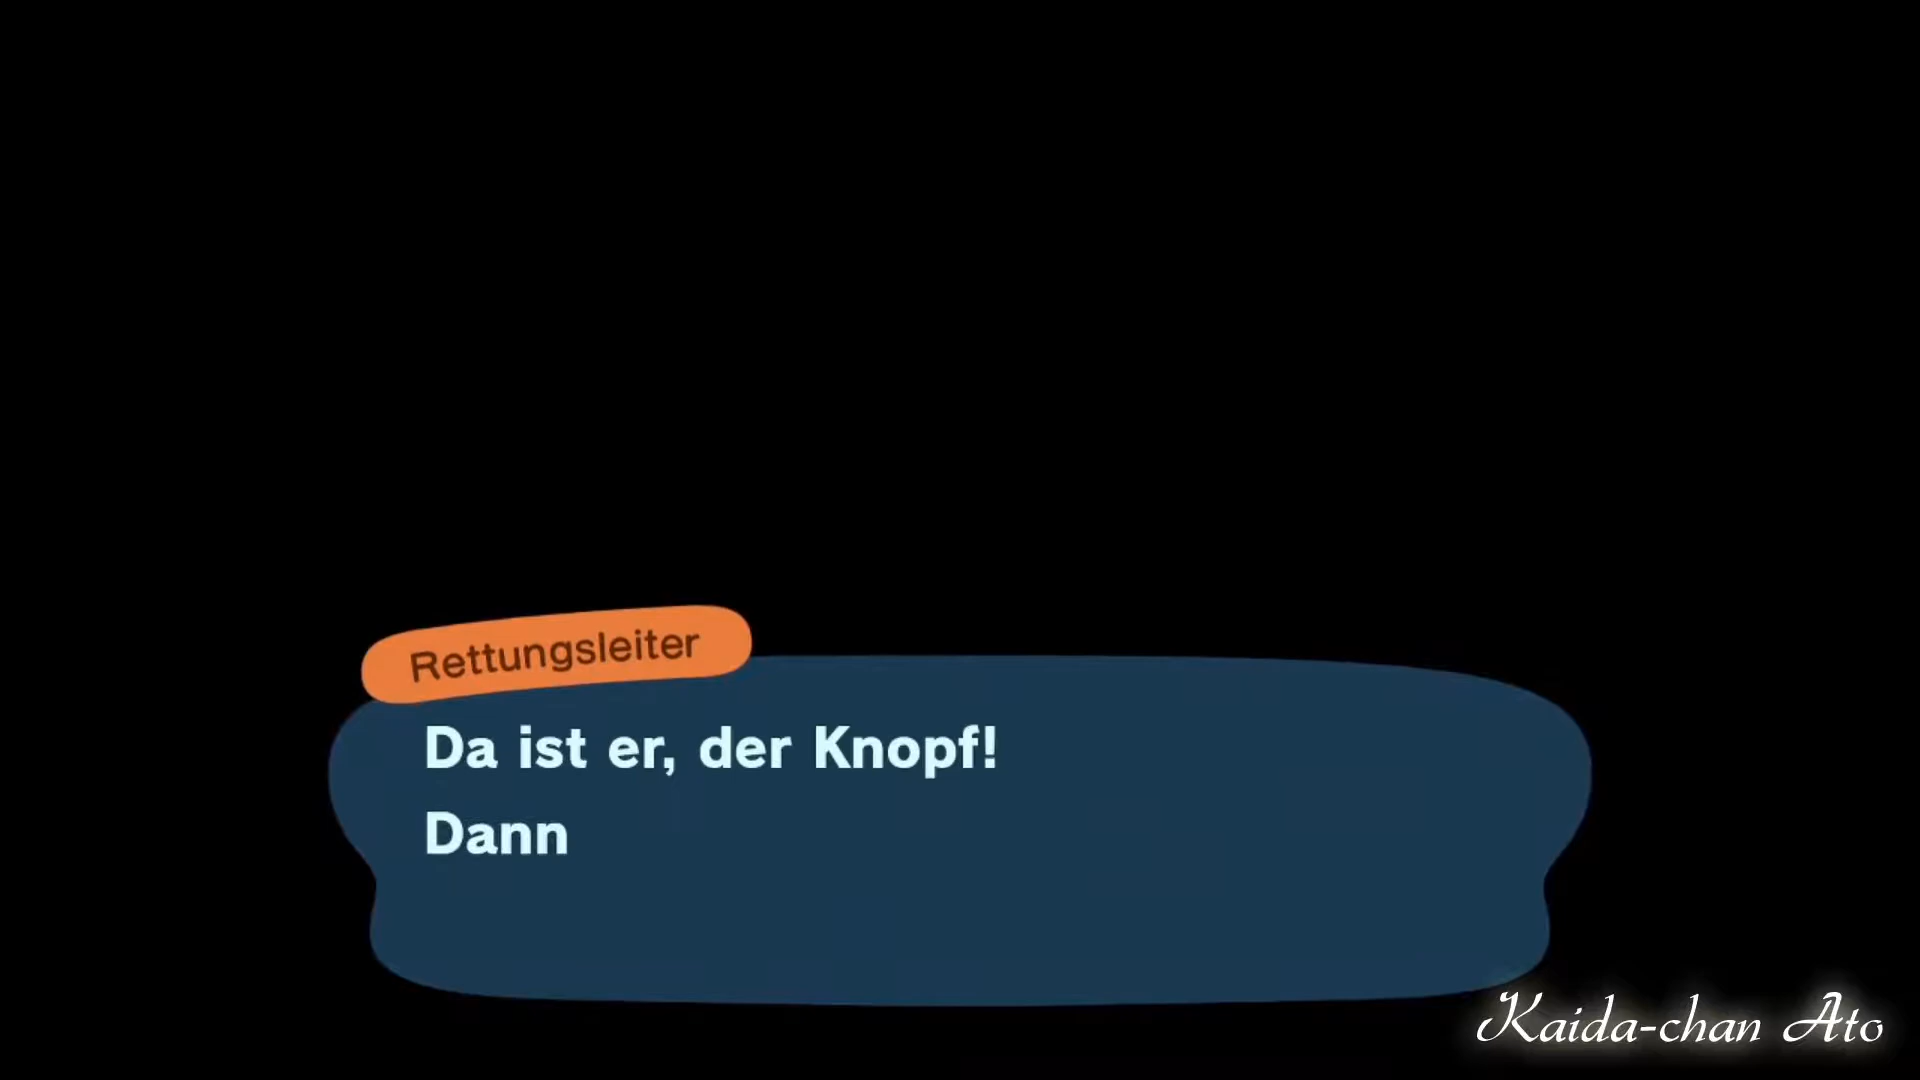 Rettungsleiter
Da ist er, der Knopf!
Dann
Kaida-chan Ato